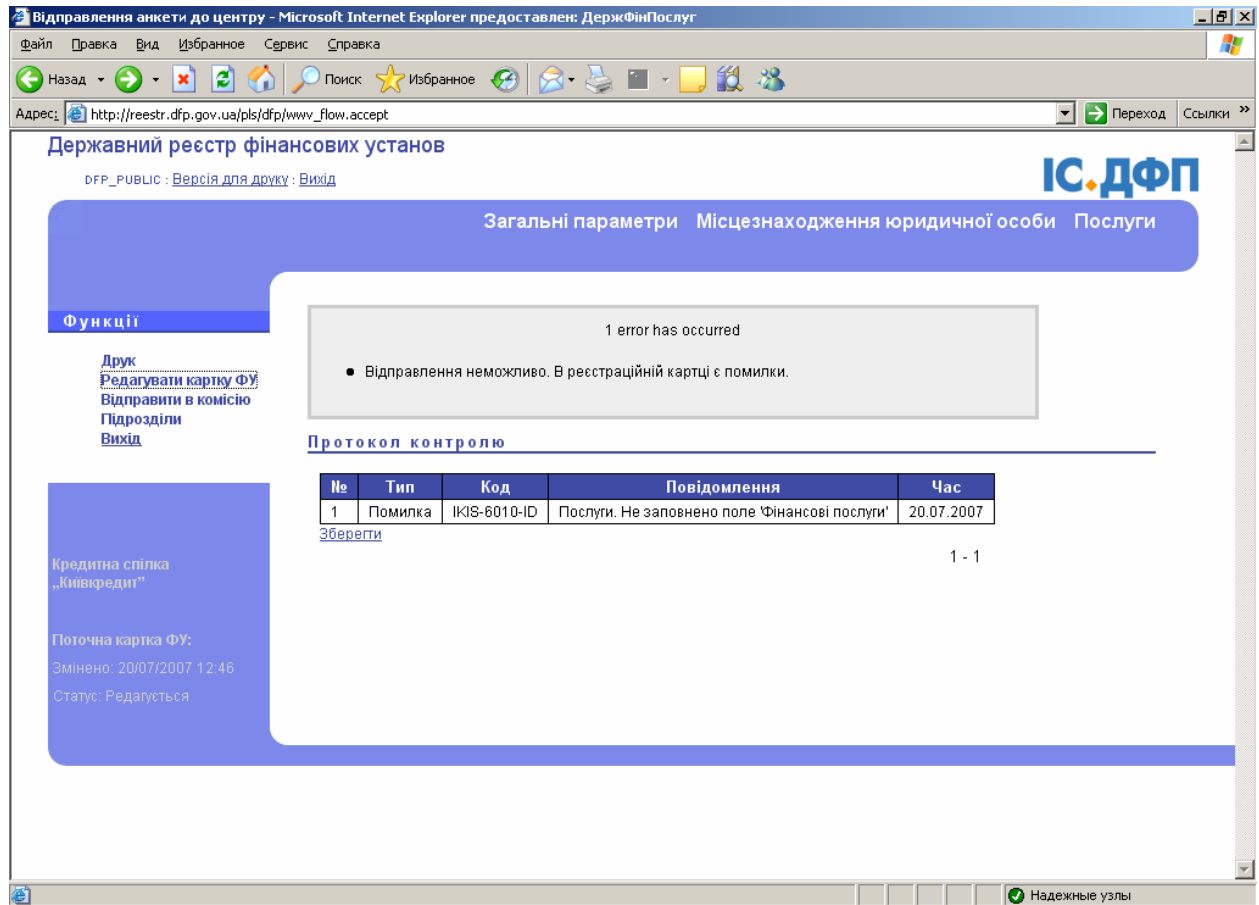 Відправлення анкети до центру - Microsoft Internet Explorer предоставлен: ДержФінПослуг
Файл Правка Вид Избранное Сервис Справка
Назад Поиск Избранное
Адрес: http://reestr.dfp.gov.ua/pls/dfp/wwv_flow.accept Переход Ссылки »
Державний реєстр фінансових установ
DFP_PUBLIC : Версія для друку : Вихід
ІС.ДФП
Загальні параметри Місцезнаходження юридичної особи Послуги
Функції
Друк
Редагувати картку ФУ
Відправити в комісію
Підрозділи
Вихід
1 error has occurred
Відправлення неможливо. В реєстраційній картці є помилки.
Протокол контролю
№ Тип Код Повідомлення Час
1 Помилка IKIS-6010-ID Послуги. Не заповнено поле 'Фінансові послуги' 20.07.2007
Зберегти
1 - 1
Кредитна спілка
„Київкредит”
Поточна картка ФУ:
Змінено: 20/07/2007 12:46
Статус: Редагується
Надежные узлы